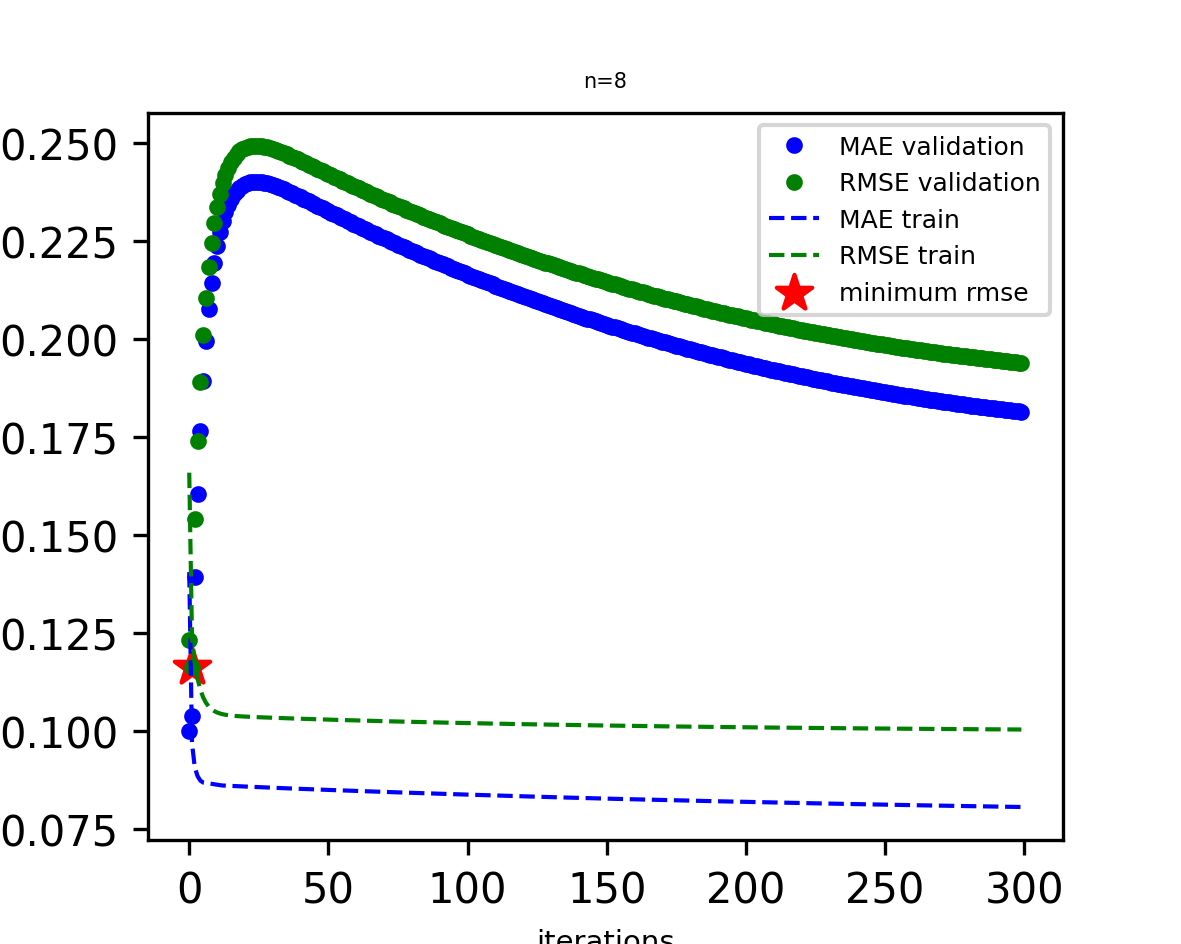 n=8
0.250
0.225
0.200
0.175
0.150
0.125
0.100
0.075
MAE validation
RMSE validation
MAE train
RMSE train
minimum rmse
0 50 100 150 200 250 300
iterations